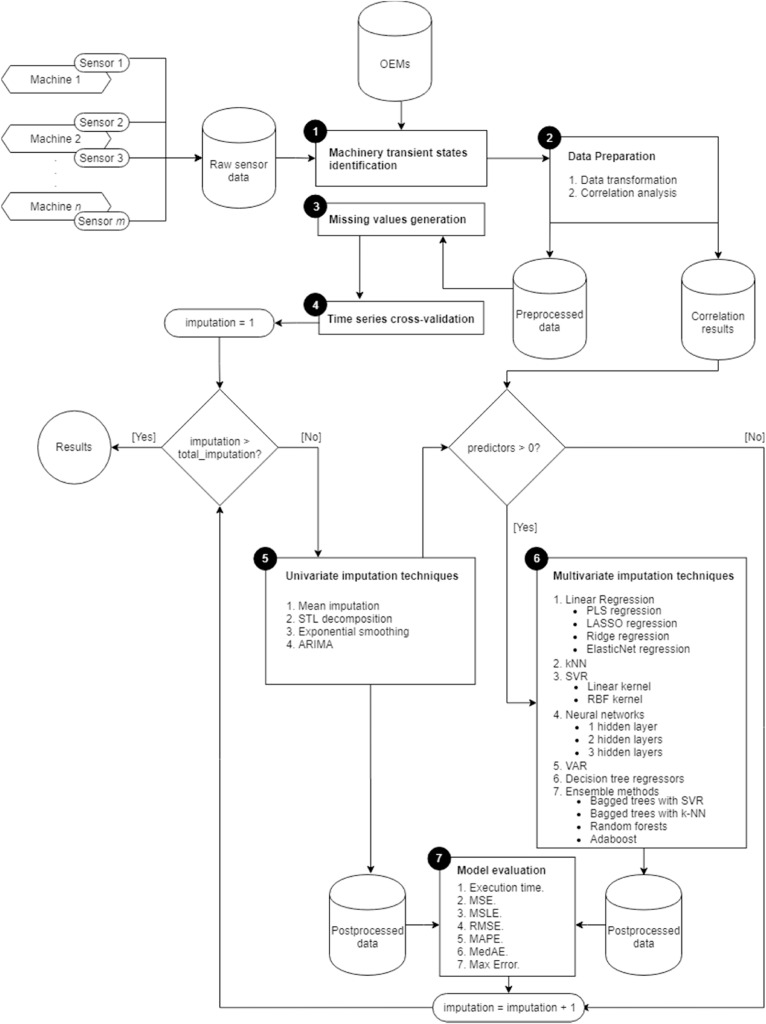 Sensor 1
Machine 1
Sensor 2
Machine 2
Sensor 3
.
.
.
Machine n
Sensor m
Raw sensor
data
OEMs
1
Machinery transient states
identification
2
Data Preparation
1. Data transformation
2. Correlation analysis
3
Missing values generation
4
Time series cross-validation
Preprocessed
data
Correlation
results
imputation = 1
Results
[Yes]
imputation >
total_imputation?
[No]
predictors > 0?
[No]
[Yes]
5
Univariate imputation techniques
1. Mean imputation
2. STL decomposition
3. Exponential smoothing
4. ARIMA
6
Multivariate imputation techniques
1. Linear Regression
• PLS regression
• LASSO regression
• Ridge regression
• ElasticNet regression
2. kNN
3. SVR
• Linear kernel
• RBF kernel
4. Neural networks
• 1 hidden layer
• 2 hidden layers
• 3 hidden layers
5. VAR
6. Decision tree regressors
7. Ensemble methods
• Bagged trees with SVR
• Bagged trees with k-NN
• Random forests
• Adaboost
7
Model evaluation
1. Execution time.
2. MSE.
3. MSLE.
4. RMSE.
5. MAPE.
6. MedAE.
7. Max Error.
Postprocessed
data
Postprocessed
data
imputation = imputation + 1